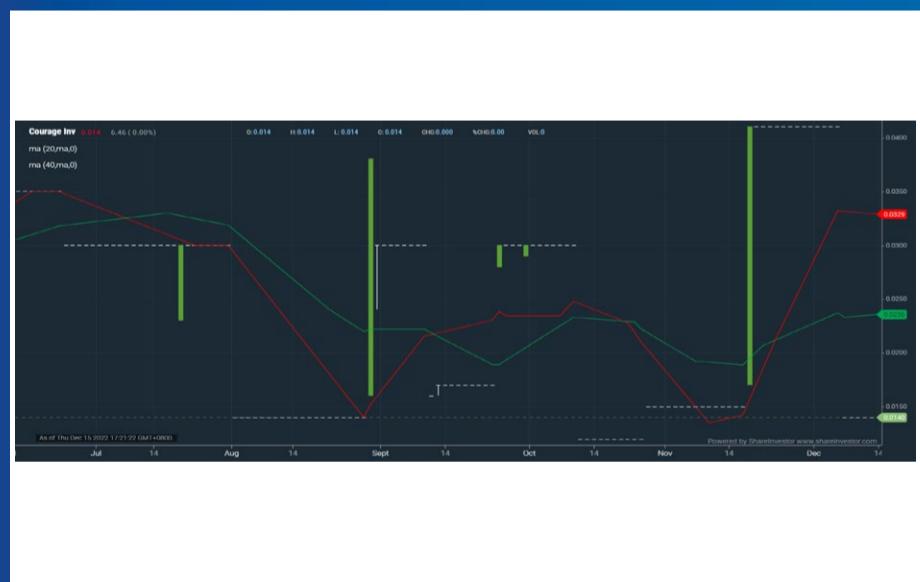 Courage Inv 0.014 6.46 ( 0.00%) O:0.014 H:0.014 L: 0.014 C: 0.014 CHG:0.000 %CHG:0.00 VOL:0
ma (20,ma,0)
ma (40,ma,0)
0.0400
0.0350
0.0329
0.0300
0.0250
0.0236
0.0200
0.0150
0.0140
As of Thu Dec 15 2022 17:21:22 GMT+0800
Powered by ShareInvestor www.shareinvestor.com
Jul 14 Aug 14 Sept 14 Oct 14 Nov 14 Dec 14